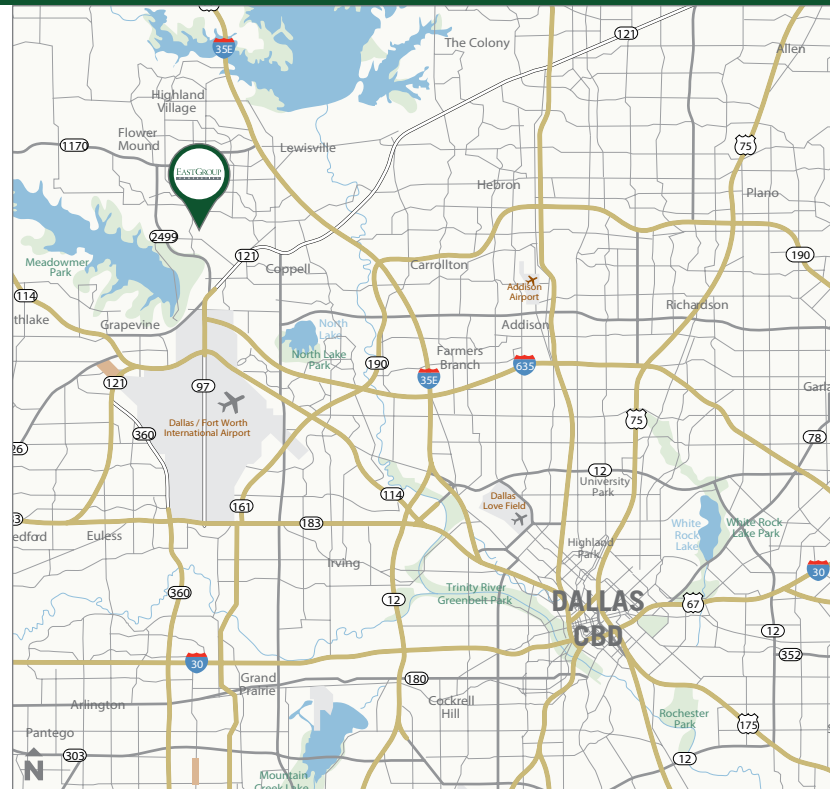 35E
The Colony
121
Allen
Highland
Village
Flower
Mound
1170
Lewisville
75
EASTGROUP
Hebron
Plano
2499
121
190
Meadowmer
Park
Coppell
Carrollton
114
Addison
Airport
Richardson
thlake
Grapevine
North
Lake
Addison
North Lake
Park
Farmers
Branch
190
635
35E
121
97
Garla
Dallas / Fort Worth
International Airport
75
360
78
26
12
University
Park
114
Dallas
Love Field
161
3
183
White
Rock
Lake
White Rock
Lake Park
edford
Euless
Highland
Park
Irving
30
Trinity River
Greenbelt Park
360
12
DALLAS
CBD
67
12
352
30
Grand
Prairie
180
Arlington
Cockrell
Hill
Rochester
Park
175
Pantego
303
12
N
Mountain
Creek Lake